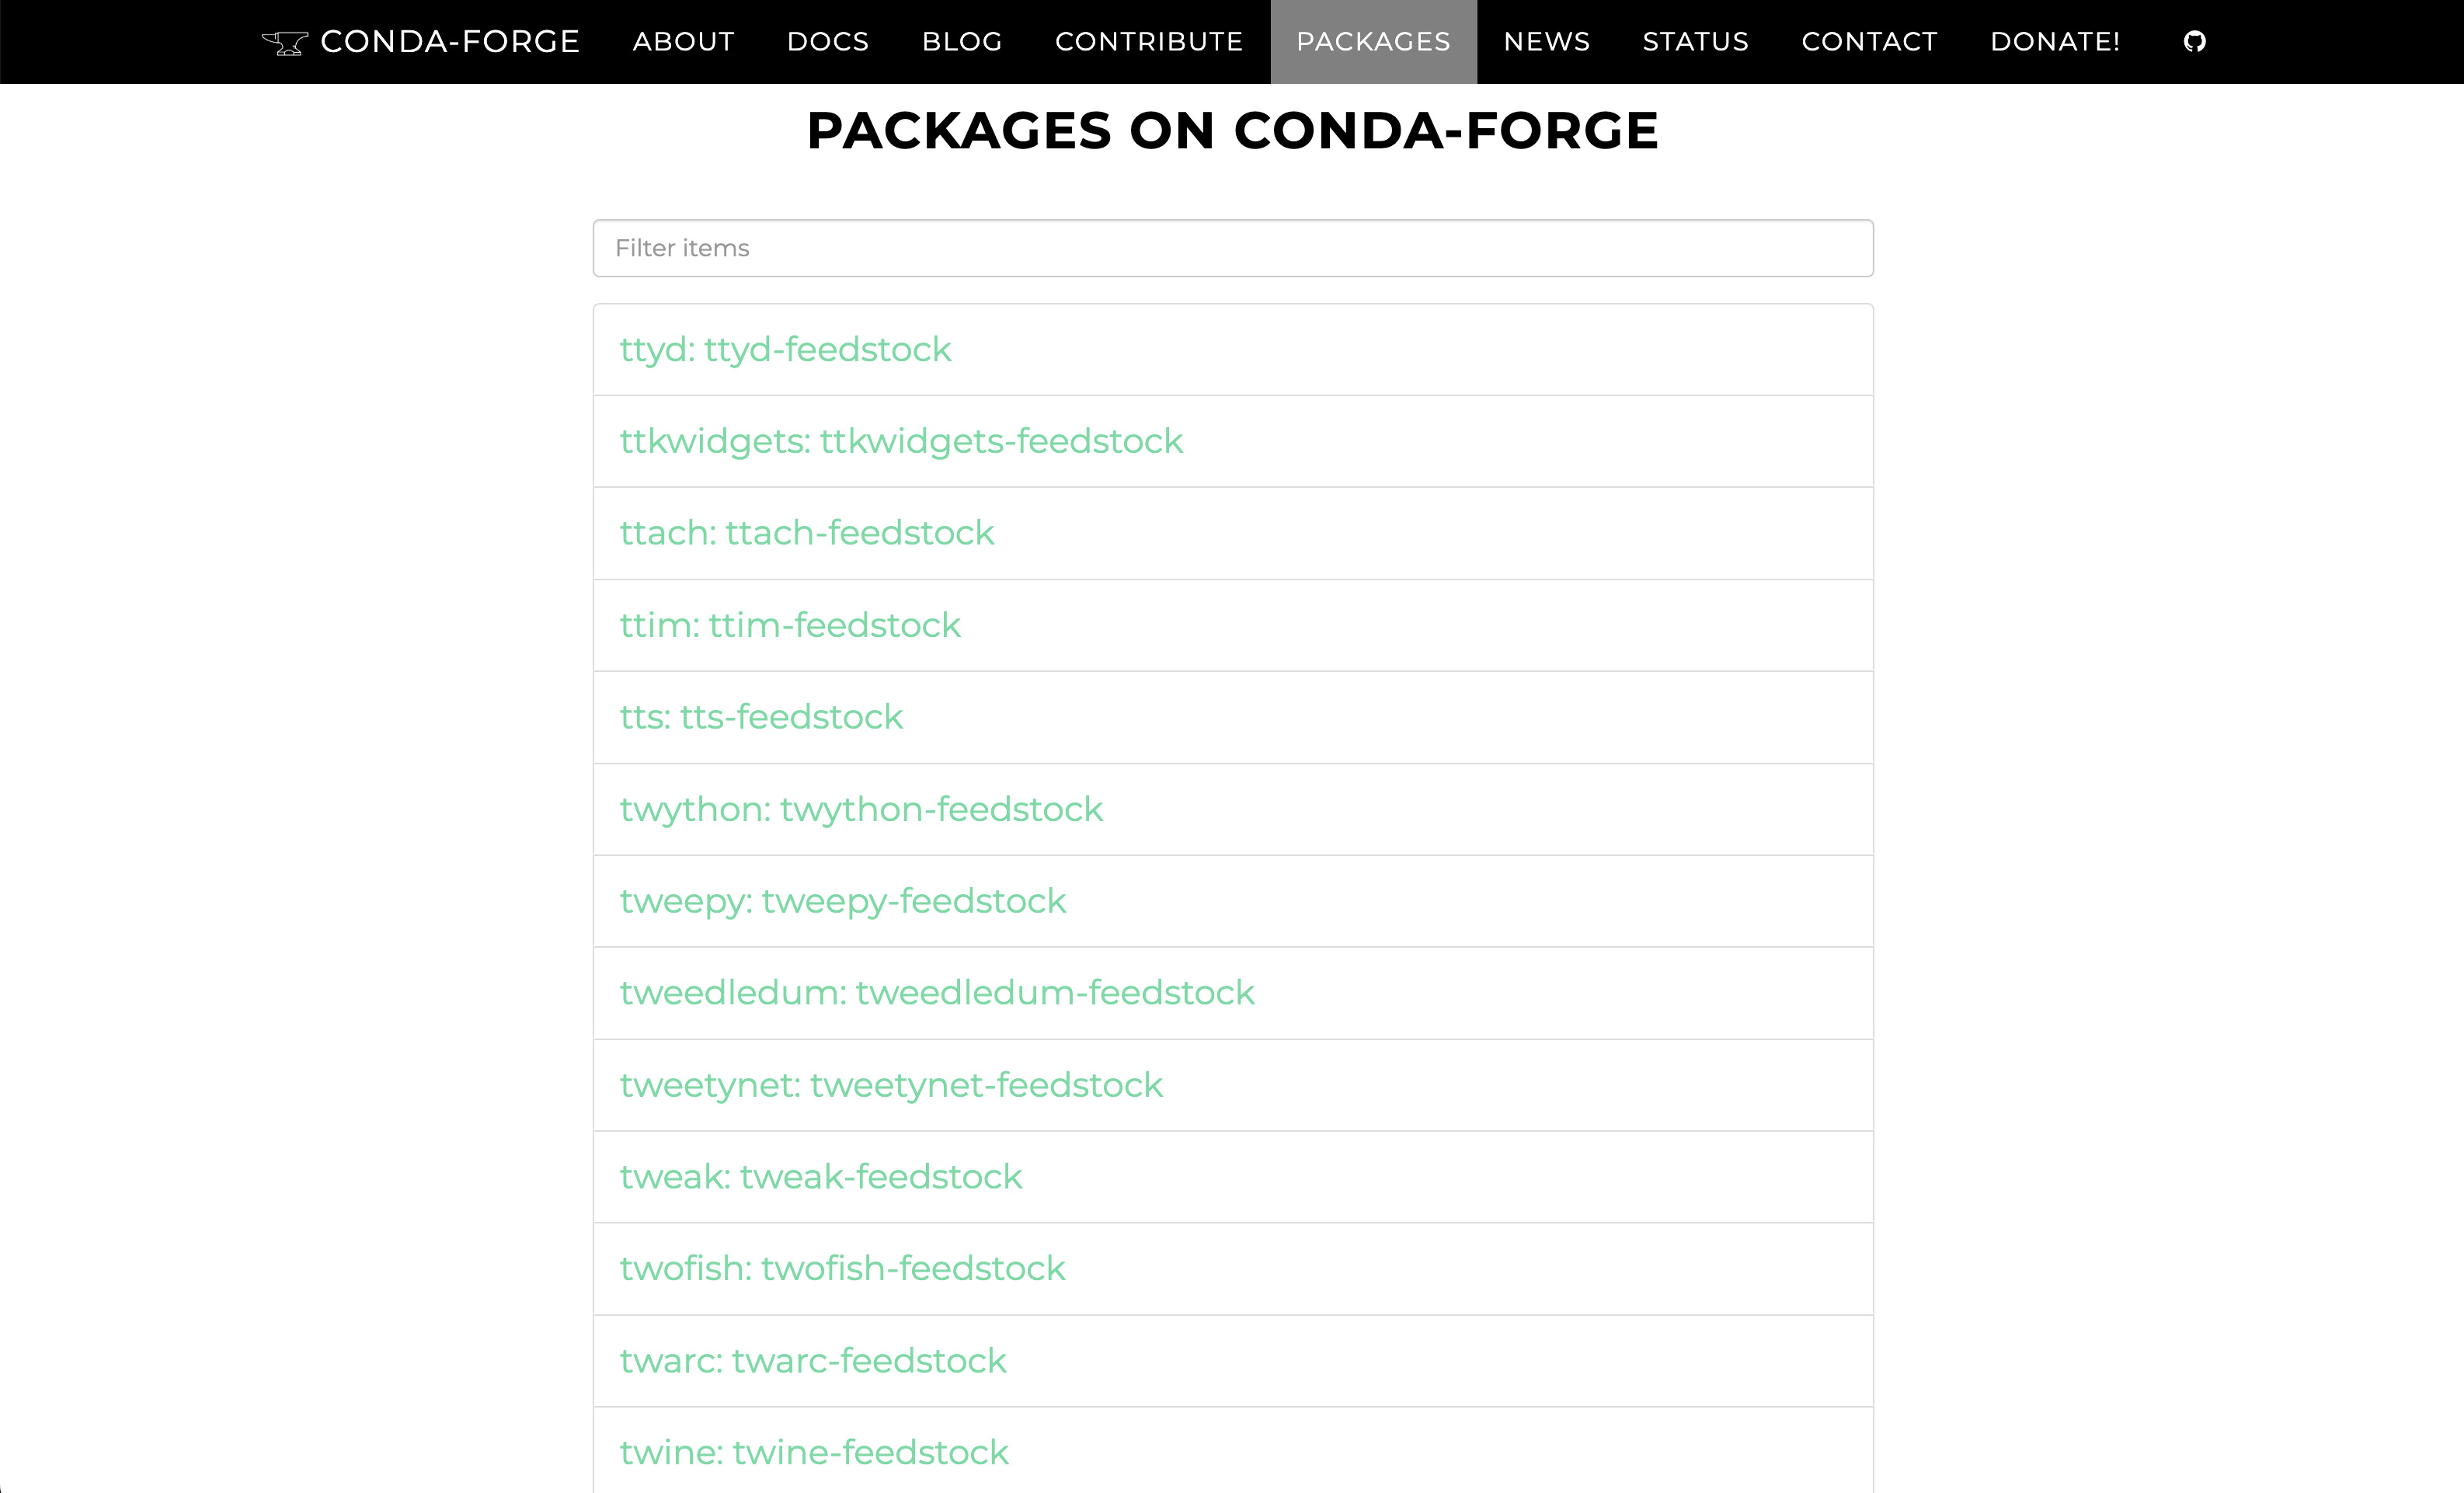 CONDA-FORGE ABOUT DOCS BLOG CONTRIBUTE PACKAGES NEWS STATUS CONTACT DONATE!
PACKAGES ON CONDA-FORGE
Filter items
ttyd: ttyd-feedstock
ttkwidgets: ttkwidgets-feedstock
ttach: ttach-feedstock
ttim: ttim-feedstock
tts: tts-feedstock
twython: twython-feedstock
tweepy: tweepy-feedstock
tweedledum: tweedledum-feedstock
tweetynet: tweetynet-feedstock
tweak: tweak-feedstock
twofish: twofish-feedstock
twarc: twarc-feedstock
twine: twine-feedstock